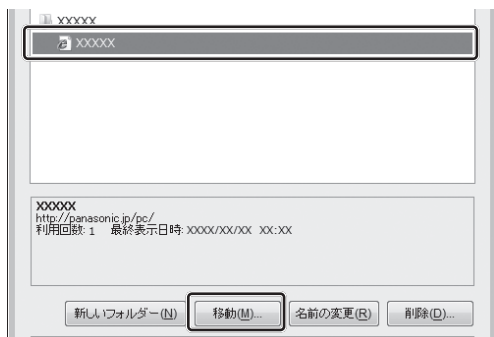 XXXXX
XXXXX
XXXXX
http://panasonic.jp/pc/
利用回数: 1 最終表示日時: XXXX/XX/XX XX:XX
新しいフォルダー(N) 移動(M)... 名前の変更(R) 削除(D)...